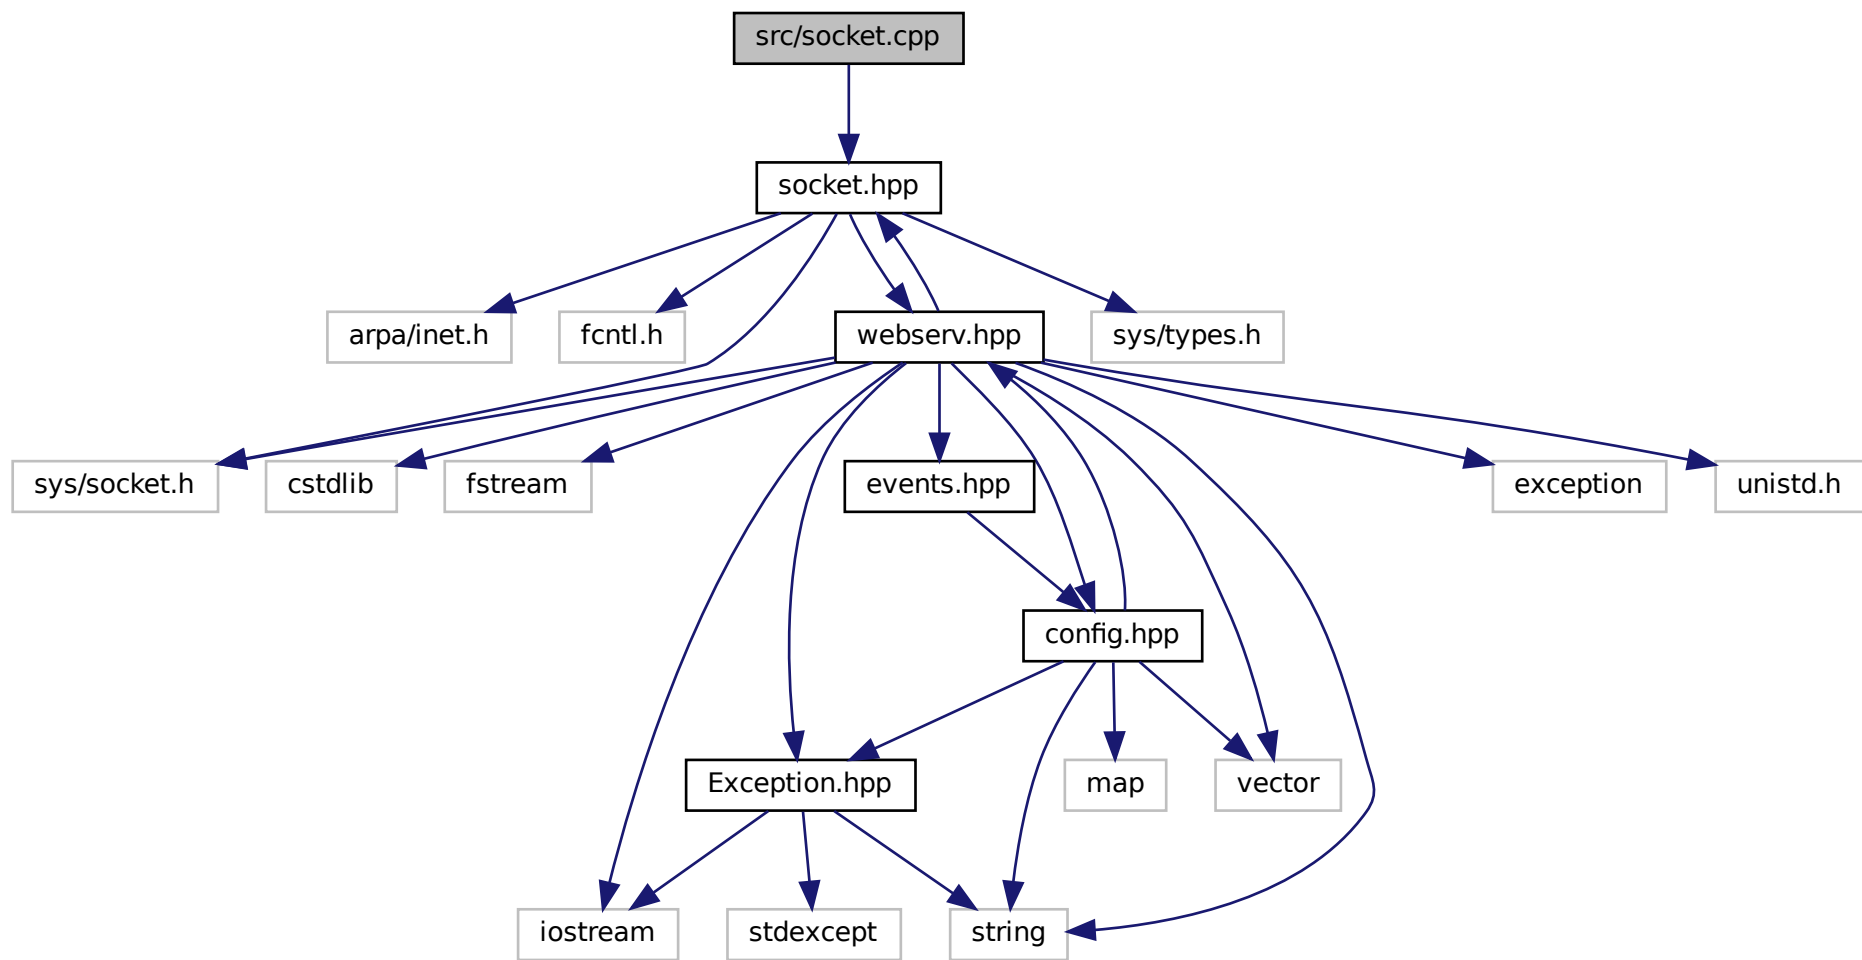 src/socket.cpp
socket.hpp
arpa/inet.h
fcntl.h
webserv.hpp
sys/types.h
sys/socket.h
cstdlib
fstream
events.hpp
exception
unistd.h
config.hpp
Exception.hpp
map
vector
iostream
stdexcept
string